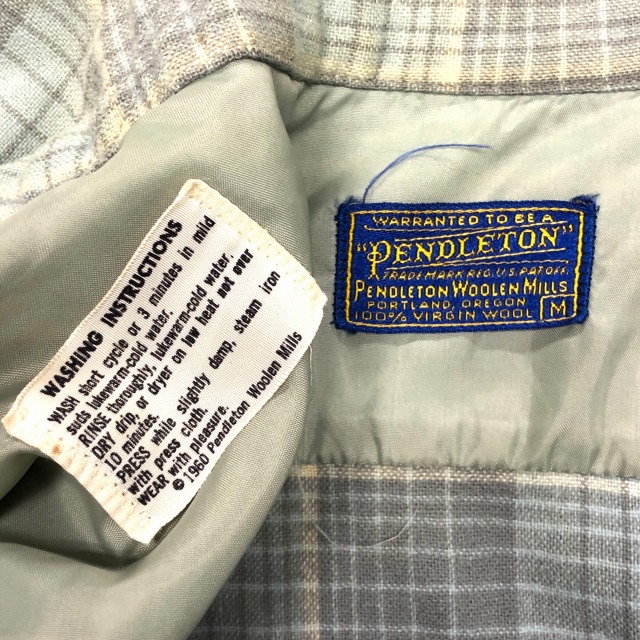 WASHING INSTRUCTIONS
WASH short cycle or 3 minutes in mild
suds lukewarm-cold water.
RINSE thoroughly, lukewarm-cold water.
DRY drip, or dryer on low heat not over
10 minutes.
PRESS while slightly damp, steam iron
with press cloth.
WEAR with pleasure.
© 1960 Pendleton Woolen Mills
WARRANTED TO BE A
"PENDLETON"
TRADE MARK REG. U.S. PAT. OFF.
PENDLETON WOOLEN MILLS
PORTLAND, OREGON
100% VIRGIN WOOL M